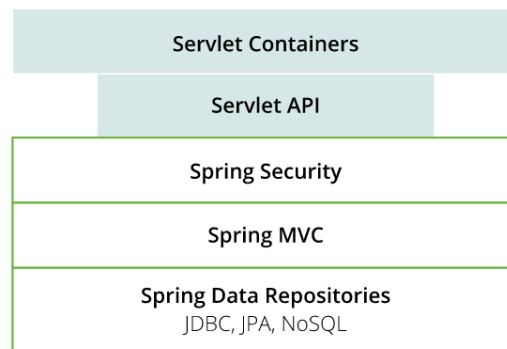 Servlet Containers
Servlet API
Spring Security
Spring MVC
Spring Data Repositories
JDBC, JPA, NoSQL